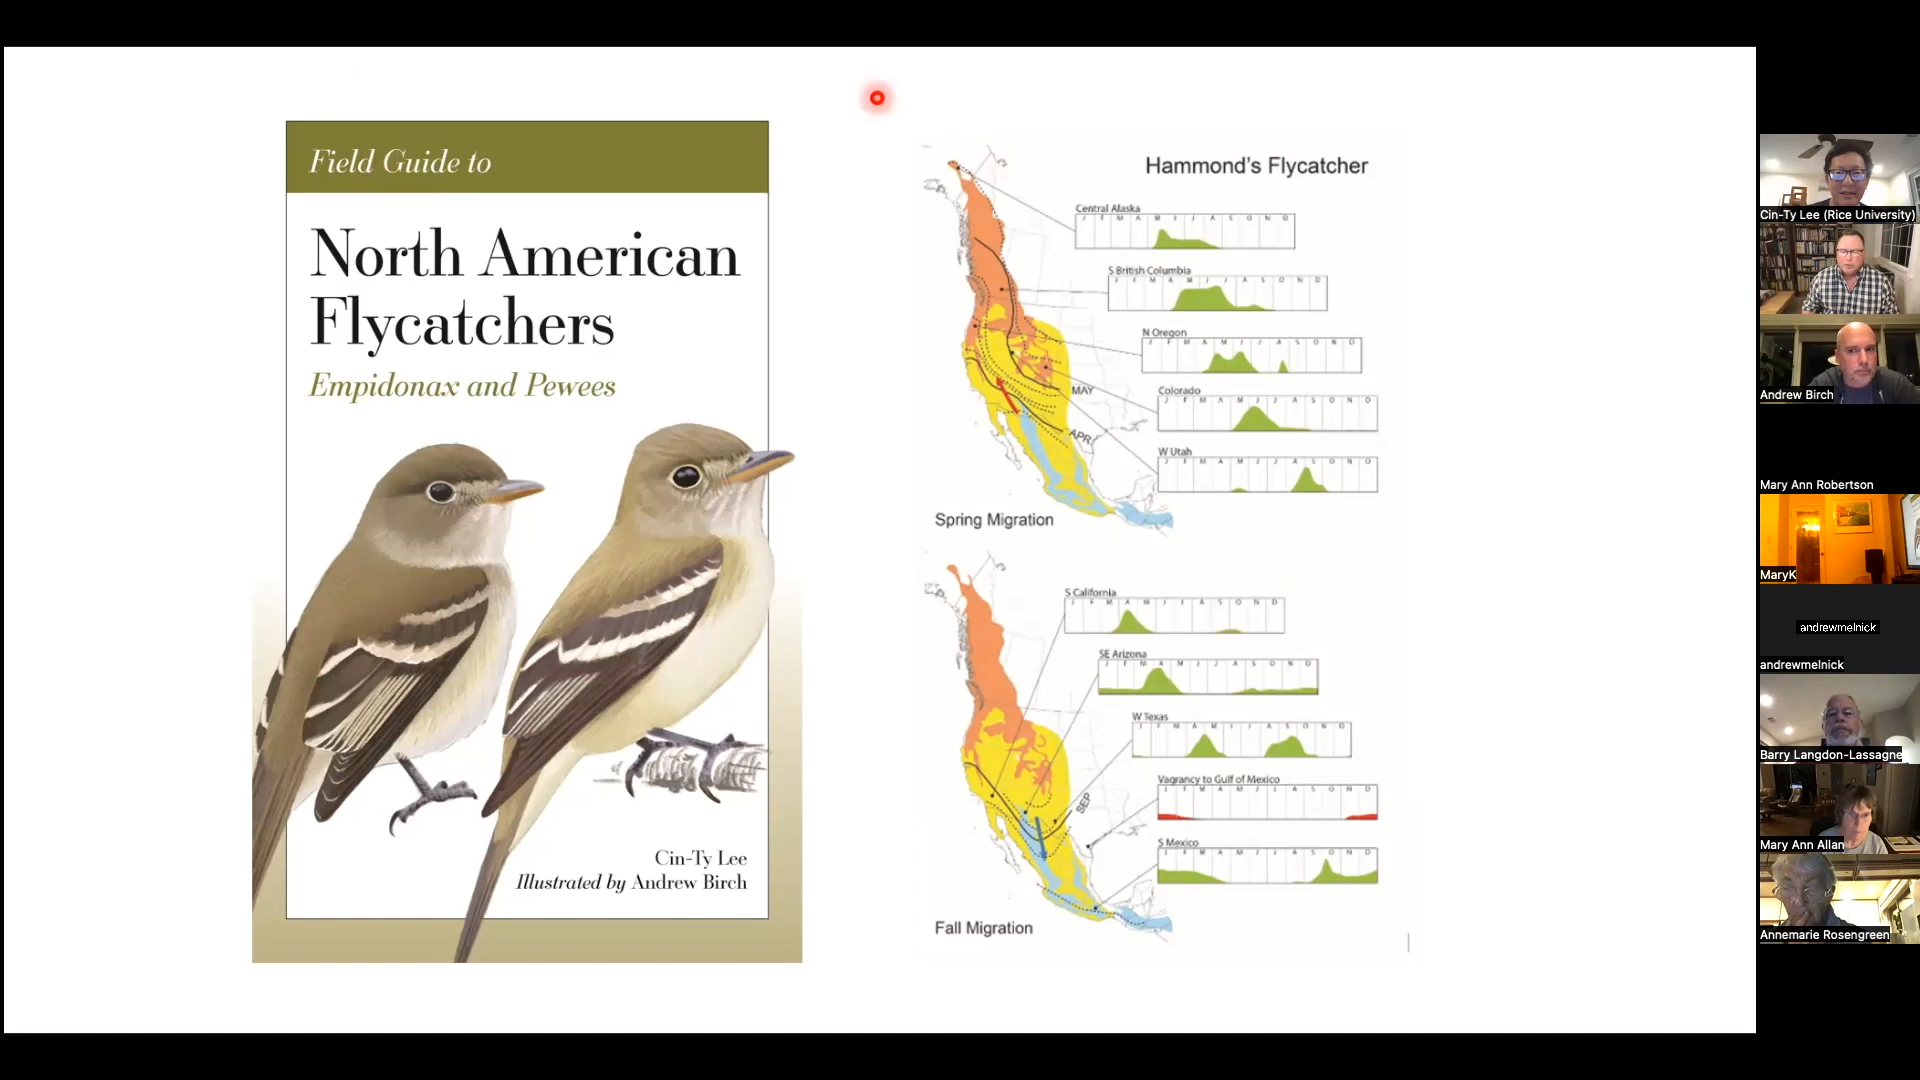 Field Guide to
North American
Flycatchers
Empidonax and Pewees
Cin-Ty Lee
Illustrated by Andrew Birch
Hammond's Flycatcher
Central Alaska
J F M A M J J A S O N D
S British Columbia
J F M A M J J A S O N D
N Oregon
J F M A M J J A S O N D
Colorado
J F M A M J J A S O N D
W Utah
J F M A M J J A S O N D
MAY
APR
Spring Migration
S California
J F M A M J J A S O N D
SE Arizona
J F M A M J J A S O N D
W Texas
J F M A M J J A S O N D
Vagrancy to Gulf of Mexico
J F M A M J J A S O N D
S Mexico
J F M A M J J A S O N D
SEP
Fall Migration
Cin-Ty Lee (Rice University)
Andrew Birch
Mary Ann Robertson
MaryK
andrewmelnick
andrewmelnick
Barry Langdon-Lassagne
Mary Ann Allan
Annemarie Rosengreen